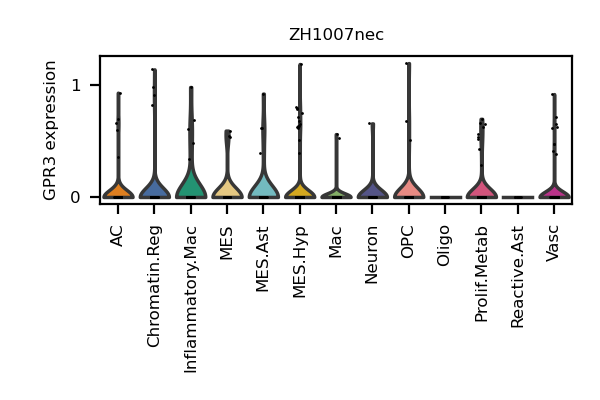 ZH1007nec
GPR3 expression
1
0
AC
Chromatin.Reg
Inflammatory.Mac
MES
MES.Ast
MES.Hyp
Mac
Neuron
OPC
Oligo
Prolif.Metab
Reactive.Ast
Vasc